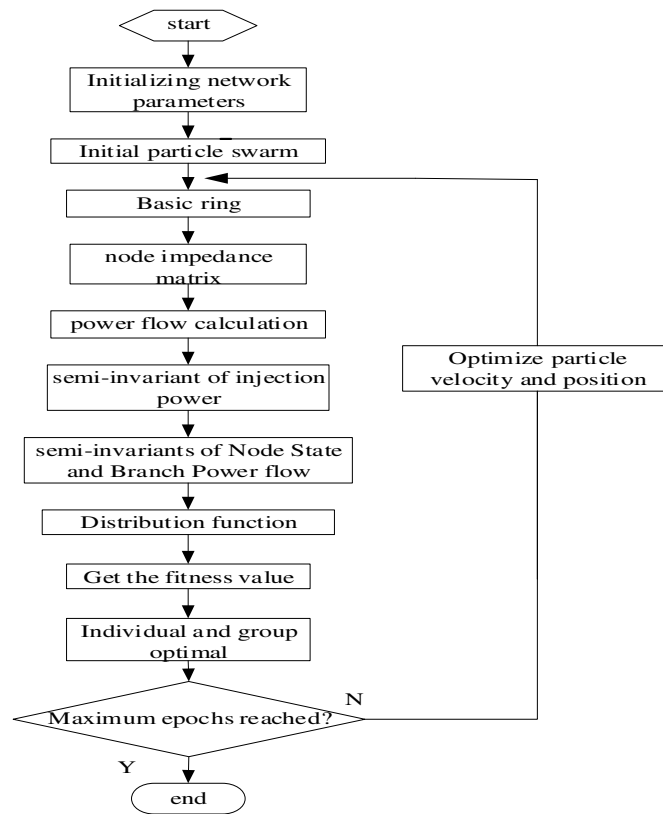 start
Initializing network
parameters
Initial particle swarm
Basic ring
node impedance
matrix
power flow calculation
Optimize particle
velocity and position
semi-invariant of injection
power
semi-invariants of Node State
and Branch Power flow
Distribution function
Get the fitness value
Individual and group
optimal
N
Maximum epochs reached?
Y
end